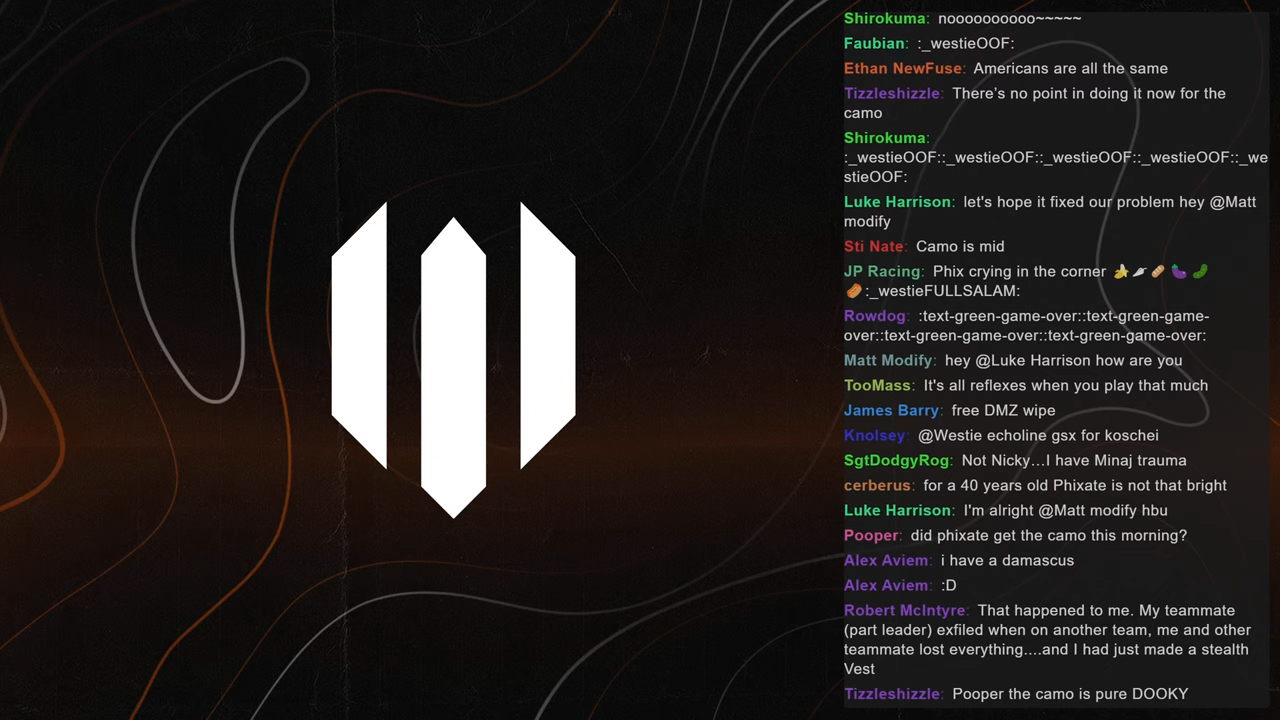 Shirokuma: noooooooooo~~~~~
Faubian: :_westieOOF:
Ethan NewFuse: Americans are all the same
Tizzleshizzle: There's no point in doing it now for the
camo
Shirokuma:
:_westieOOF::_westieOOF::_westieOOF::_westieOOF::_we
stieOOF:
Luke Harrison: let's hope it fixed our problem hey @Matt
modify
Sti Nate: Camo is mid
JP Racing: Phix crying in the corner 🍌🌶🥖🍆🥒
🥜:_westieFULLSALAM:
Rowdog: :text-green-game-over::text-green-game-
over::text-green-game-over::text-green-game-over:
Matt Modify: hey @Luke Harrison how are you
TooMass: It's all reflexes when you play that much
James Barry: free DMZ wipe
Knolsey: @Westie echoline gsx for koschei
SgtDodgyRog: Not Nicky…I have Minaj trauma
cerberus: for a 40 years old Phixate is not that bright
Luke Harrison: I'm alright @Matt modify hbu
Pooper: did phixate get the camo this morning?
Alex Aviem: i have a damascus
Alex Aviem: :D
Robert McIntyre: That happened to me. My teammate
(part leader) exfiled when on another team, me and other
teammate lost everything....and I had just made a stealth
Vest
Tizzleshizzle: Pooper the camo is pure DOOKY